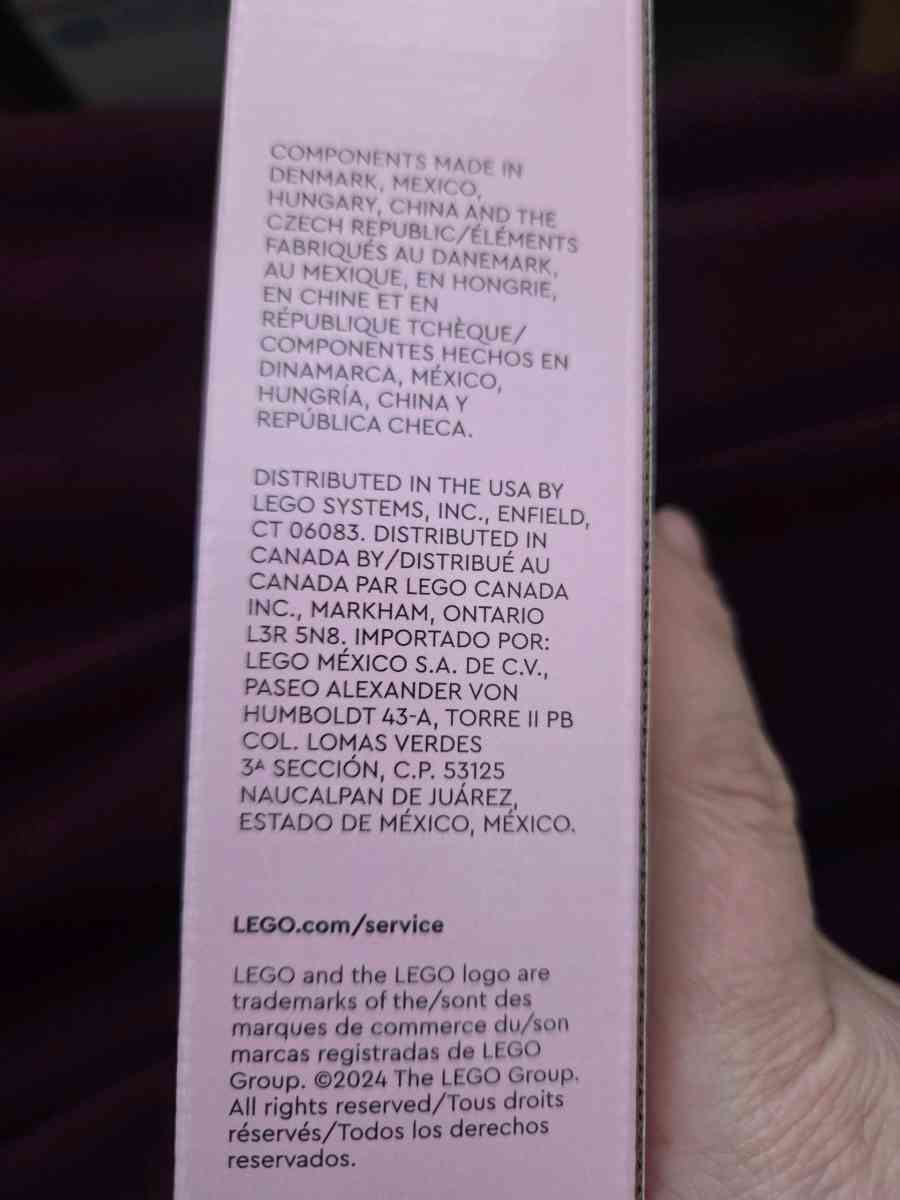 COMPONENTS MADE IN
DENMARK, MEXICO,
HUNGARY, CHINA AND THE
CZECH REPUBLIC/ÉLÉMENTS
FABRIQUÉS AU DANEMARK,
AU MEXIQUE, EN HONGRIE,
EN CHINE ET EN
RÉPUBLIQUE TCHÈQUE/
COMPONENTES HECHOS EN
DINAMARCA, MÉXICO,
HUNGRÍA, CHINA Y
REPÚBLICA CHECA.
DISTRIBUTED IN THE USA BY
LEGO SYSTEMS, INC., ENFIELD,
CT 06083. DISTRIBUTED IN
CANADA BY/DISTRIBUÉ AU
CANADA PAR LEGO CANADA
INC., MARKHAM, ONTARIO
L3R 5N8. IMPORTADO POR:
LEGO MÉXICO S.A. DE C.V.,
PASEO ALEXANDER VON
HUMBOLDT 43-A, TORRE II PB
COL. LOMAS VERDES
3ᴬ SECCIÓN, C.P. 53125
NAUCALPAN DE JUÁREZ,
ESTADO DE MÉXICO, MÉXICO.
LEGO.com/service
LEGO and the LEGO logo are
trademarks of the/sont des
marques de commerce du/son
marcas registradas de LEGO
Group. ©2024 The LEGO Group.
All rights reserved/Tous droits
réservés/Todos los derechos
reservados.